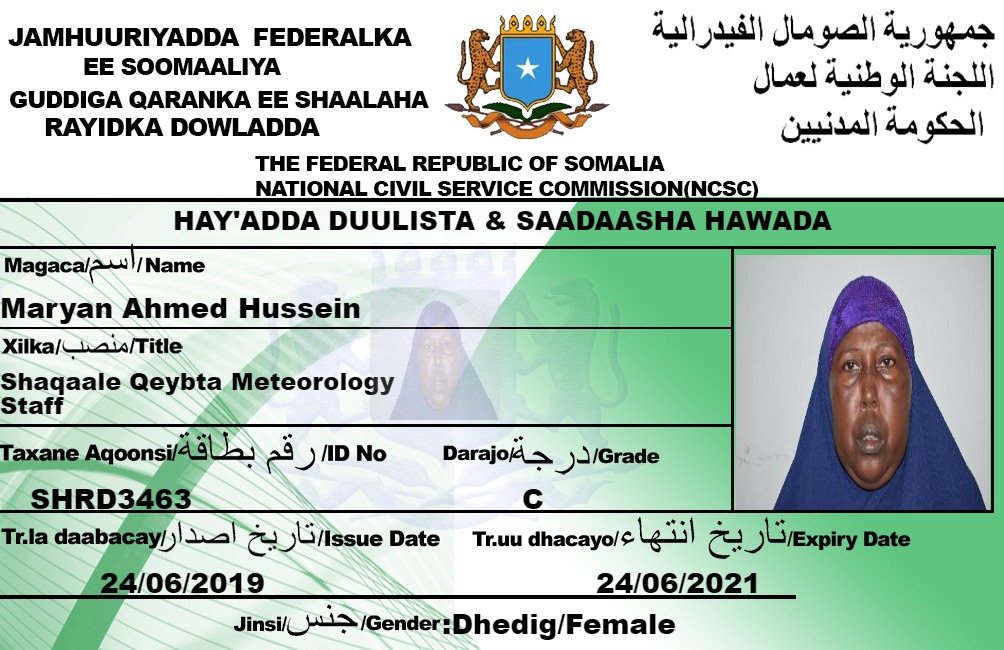 JAMHUURIYADDA FEDERALKA
EE SOOMAALIYA
GUDDIGA QARANKA EE SHAALAHA
RAYIDKA DOWLADDA
جمهورية الصومال الفيدرالية
اللجنة الوطنية لعمال
الحكومة المدنيين
THE FEDERAL REPUBLIC OF SOMALIA
NATIONAL CIVIL SERVICE COMMISSION(NCSC)
HAY'ADDA DUULISTA & SAADAASHA HAWADA
Magaca/اسم/Name
Maryan Ahmed Hussein
Xilka/منصب/Title
Shaqaale Qeybta Meteorology
Staff
Taxane Aqoonsi/رقم بطاقة/ID No
Darajo/درجة/Grade
SHRD3463
C
Tr.la daabacay/تاريخ اصدار/Issue Date
Tr.uu dhacayo/تاريخ انتهاء/Expiry Date
24/06/2019
24/06/2021
Jinsi/جنس/Gender:Dhedig/Female